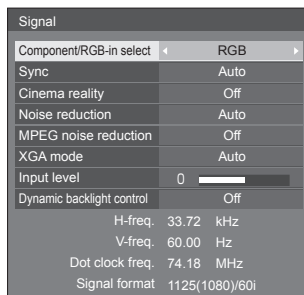 Signal
Component/RGB-in select RGB
Sync Auto
Cinema reality Off
Noise reduction Auto
MPEG noise reduction Off
XGA mode Auto
Input level 0
Dynamic backlight control Off
H-freq. 33.72 kHz
V-freq. 60.00 Hz
Dot clock freq. 74.18 MHz
Signal format 1125(1080)/60i